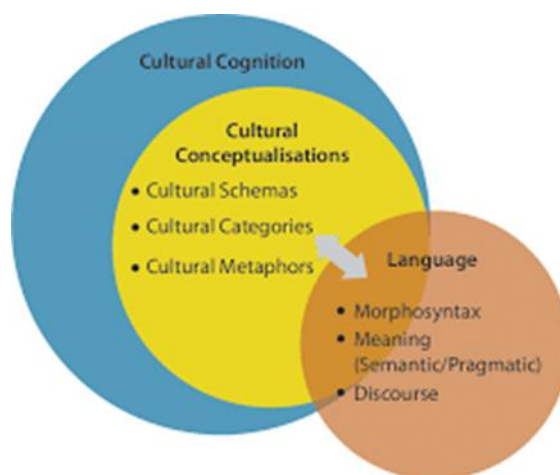 Cultural Cognition
Cultural
Conceptualisations
• Cultural Schemas
• Cultural Categories
• Cultural Metaphors
Language
• Morphosyntax
• Meaning
(Semantic/Pragmatic)
• Discourse